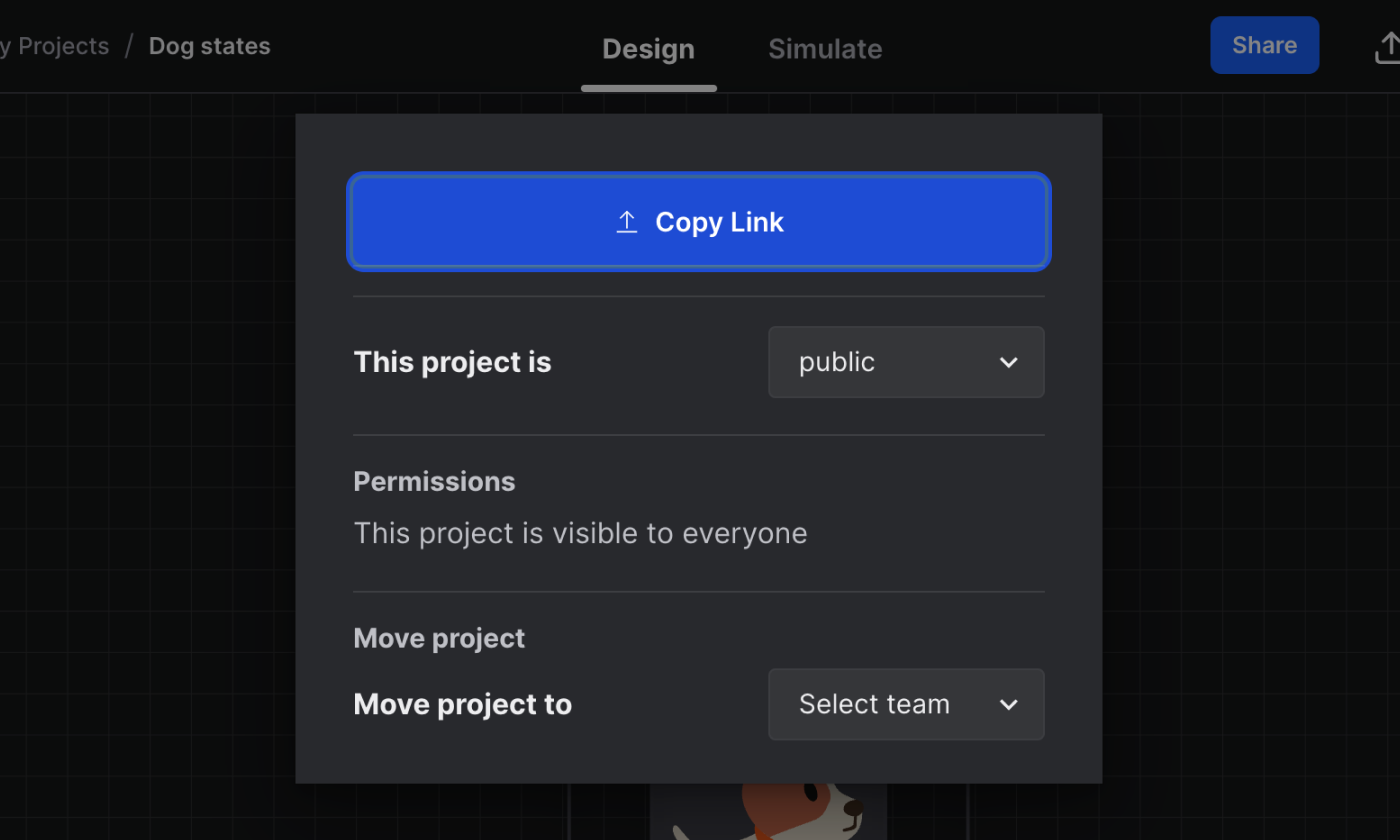 y Projects / Dog states
Design
Simulate
Share
Copy Link
This project is
public
Permissions
This project is visible to everyone
Move project
Move project to
Select team